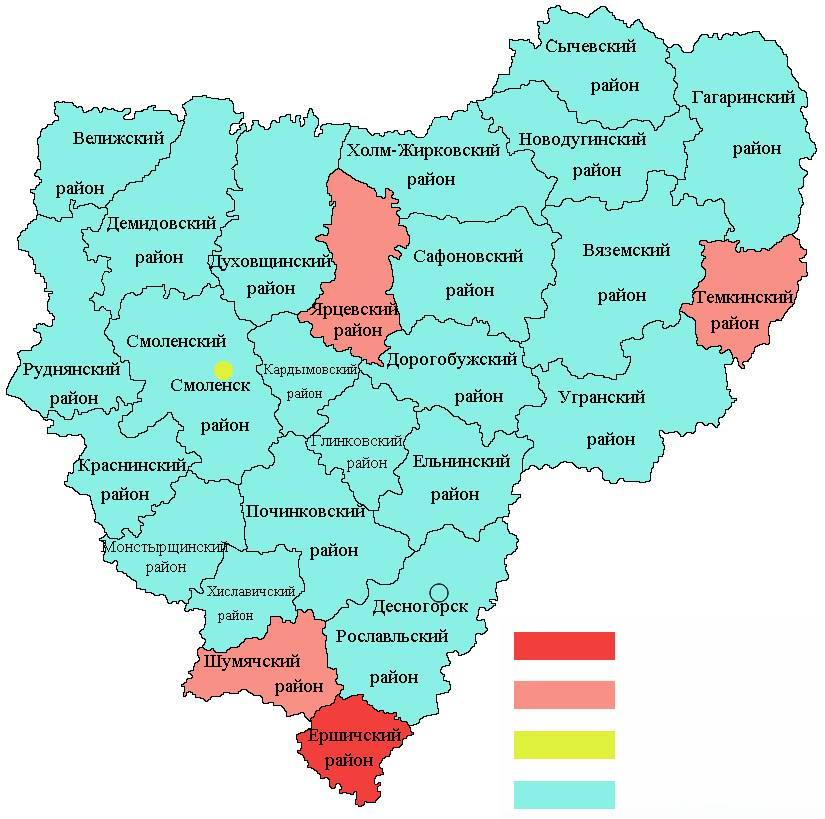 Сычевский
район
Гагаринский
район
Велижский
район
Холм-Жирковский
район
Новодугинский
район
Демидовский
район
Духовщинский
район
Сафоновский
район
Вяземский
район
Ярцевский
район
Темкинский
район
Смоленский
Смоленск
район
Руднянский
район
Кардымовский
район
Дорогобужский
район
Угранский
район
Глинковский
район
Ельнинский
район
Краснинский
район
Починковский
район
Монстырщинский
район
Хиславичский
район
Десногорск
Рославльский
район
Шумячский
район
Ершичский
район